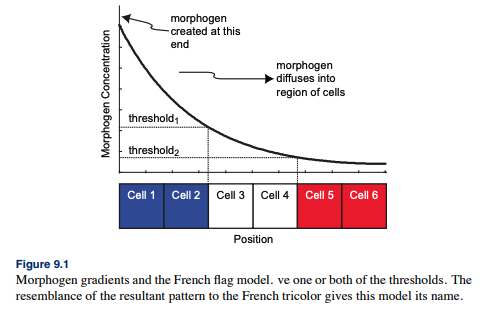 morphogen
created at this
end
morphogen
diffuses into
region of cells
Morphogen Concentration
threshold1
threshold2
Cell 1 Cell 2 Cell 3 Cell 4 Cell 5 Cell 6
Position
Figure 9.1
Morphogen gradients and the French flag model. ve one or both of the thresholds. The
resemblance of the resultant pattern to the French tricolor gives this model its name.